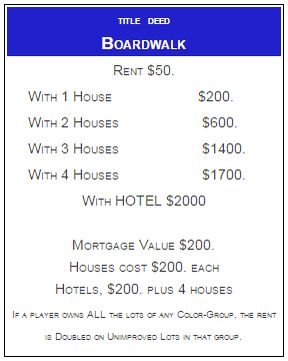 TITLE DEED
BOARDWALK
RENT $50.
WITH 1 HOUSE $200.
WITH 2 HOUSES $600.
WITH 3 HOUSES $1400.
WITH 4 HOUSES $1700.
WITH HOTEL $2000
MORTGAGE VALUE $200.
HOUSES COST $200. EACH
HOTELS, $200. PLUS 4 HOUSES
IF A PLAYER OWNS ALL THE LOTS OF ANY COLOR-GROUP, THE RENT
IS DOUBLED ON UNIMPROVED LOTS IN THAT GROUP.